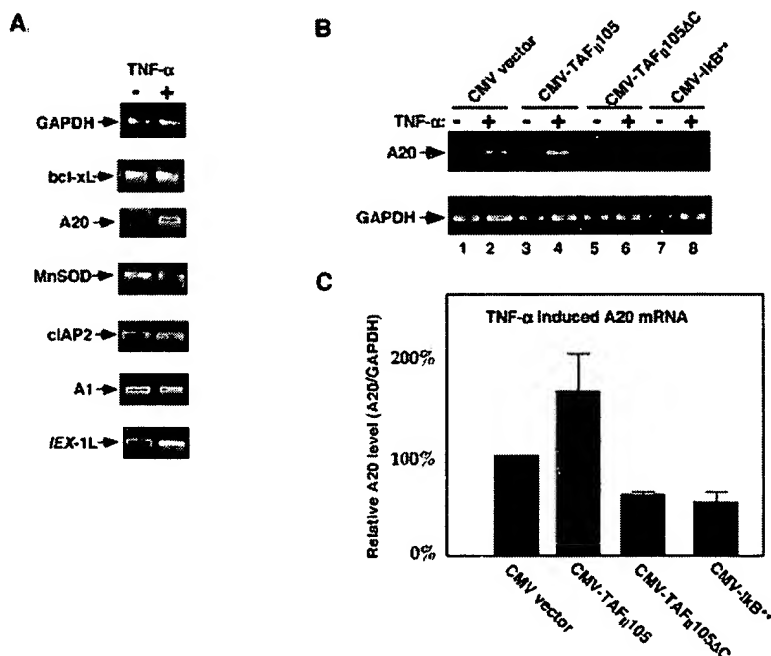 A.
TNF-α
- +
GAPDH
bcl-xL
A20
MnSOD
cIAP2
A1
IEX-1L
B
CMV vector
CMV-TAFII105
CMV-TAFII105ΔC
CMV-IkB**
TNF-α: - + - + - + - +
A20
GAPDH
1 2 3 4 5 6 7 8
C
TNF-α induced A20 mRNA
Relative A20 level (A20/GAPDH)
200%
100%
0%
CMV vector
CMV-TAFII105
CMV-TAFII105ΔC
CMV-IkB**